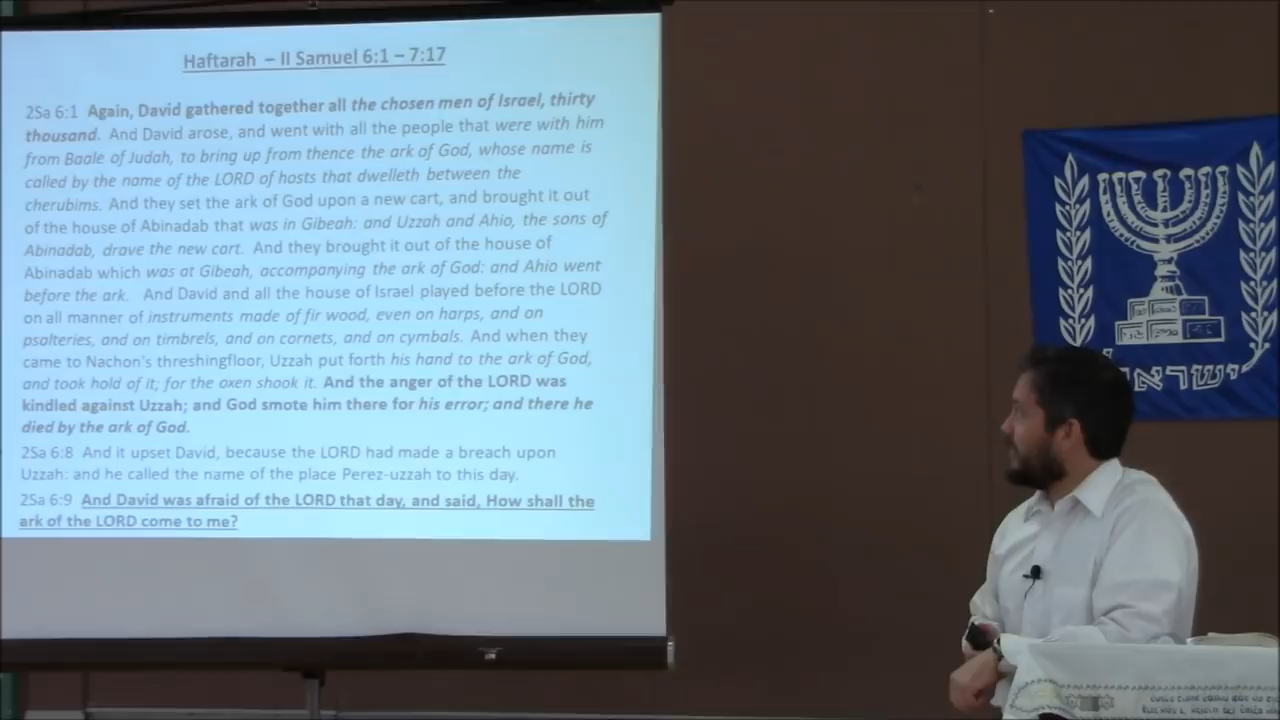 Haftarah – II Samuel 6:1 – 7:17
2Sa 6:1 Again, David gathered together all the chosen men of Israel, thirty
thousand. And David arose, and went with all the people that were with him
from Baale of Judah, to bring up from thence the ark of God, whose name is
called by the name of the LORD of hosts that dwelleth between the
cherubims. And they set the ark of God upon a new cart, and brought it out
of the house of Abinadab that was in Gibeah: and Uzzah and Ahio, the sons of
Abinadab, drave the new cart. And they brought it out of the house of
Abinadab which was at Gibeah, accompanying the ark of God: and Ahio went
before the ark. And David and all the house of Israel played before the LORD
on all manner of instruments made of fir wood, even on harps, and on
psalteries, and on timbrels, and on cornets, and on cymbals. And when they
came to Nachon's threshingfloor, Uzzah put forth his hand to the ark of God,
and took hold of it; for the oxen shook it. And the anger of the LORD was
kindled against Uzzah; and God smote him there for his error; and there he
died by the ark of God.
2Sa 6:8 And it upset David, because the LORD had made a breach upon
Uzzah: and he called the name of the place Perez-uzzah to this day.
2Sa 6:9 And David was afraid of the LORD that day, and said, How shall the
ark of the LORD come to me?
ישרא